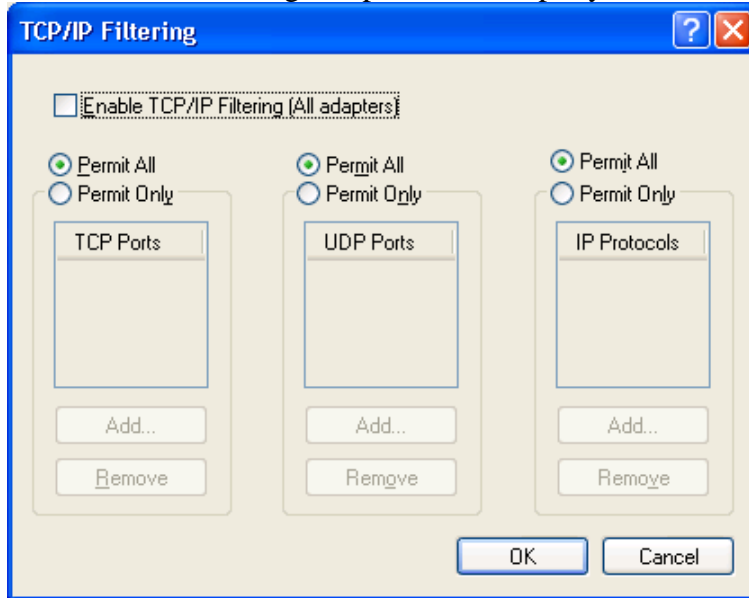 TCP/IP Filtering
Enable TCP/IP Filtering (All adapters)
Permit All
Permit Only
TCP Ports
Add...
Remove
Permit All
Permit Only
UDP Ports
Add...
Remove
Permit All
Permit Only
IP Protocols
Add...
Remove
OK Cancel